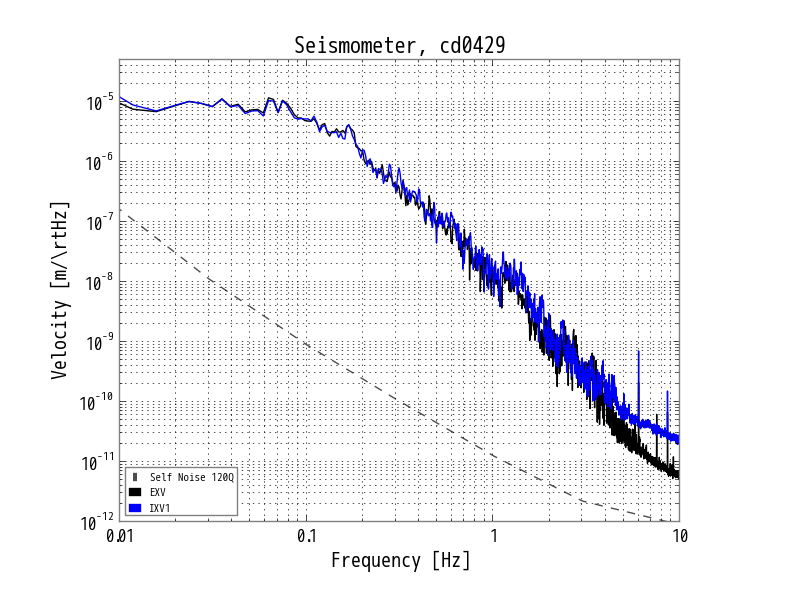 Seismometer, cd0429
Velocity [m/\rtHz]
10^-5
10^-6
10^-7
10^-8
10^-9
10^-10
10^-11
10^-12
Self Noise 120Q
EXV
IXV1
0.01 0.1 1 10
Frequency [Hz]